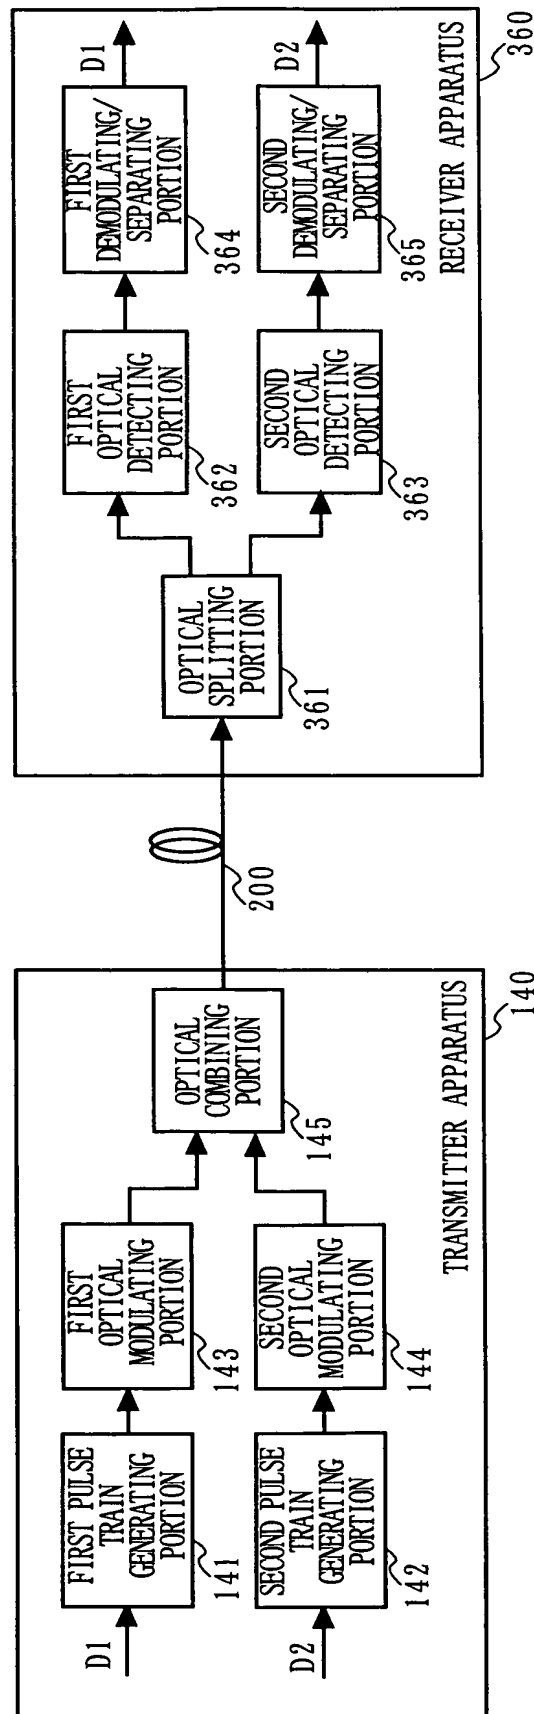 D1
FIRST PULSE
TRAIN
GENERATING
PORTION
141
FIRST
OPTICAL
MODULATING
PORTION
143
D2
SECOND PULSE
TRAIN
GENERATING
PORTION
142
SECOND
OPTICAL
MODULATING
PORTION
144
OPTICAL
COMBINING
PORTION
145
TRANSMITTER APPARATUS
140
200
OPTICAL
SPLITTING
PORTION
361
FIRST
OPTICAL
DETECTING
PORTION
362
FIRST
DEMODULATING/
SEPARATING
PORTION
364
D1
SECOND
OPTICAL
DETECTING
PORTION
363
SECOND
DEMODULATING/
SEPARATING
PORTION
365
D2
RECEIVER APPARATUS
360